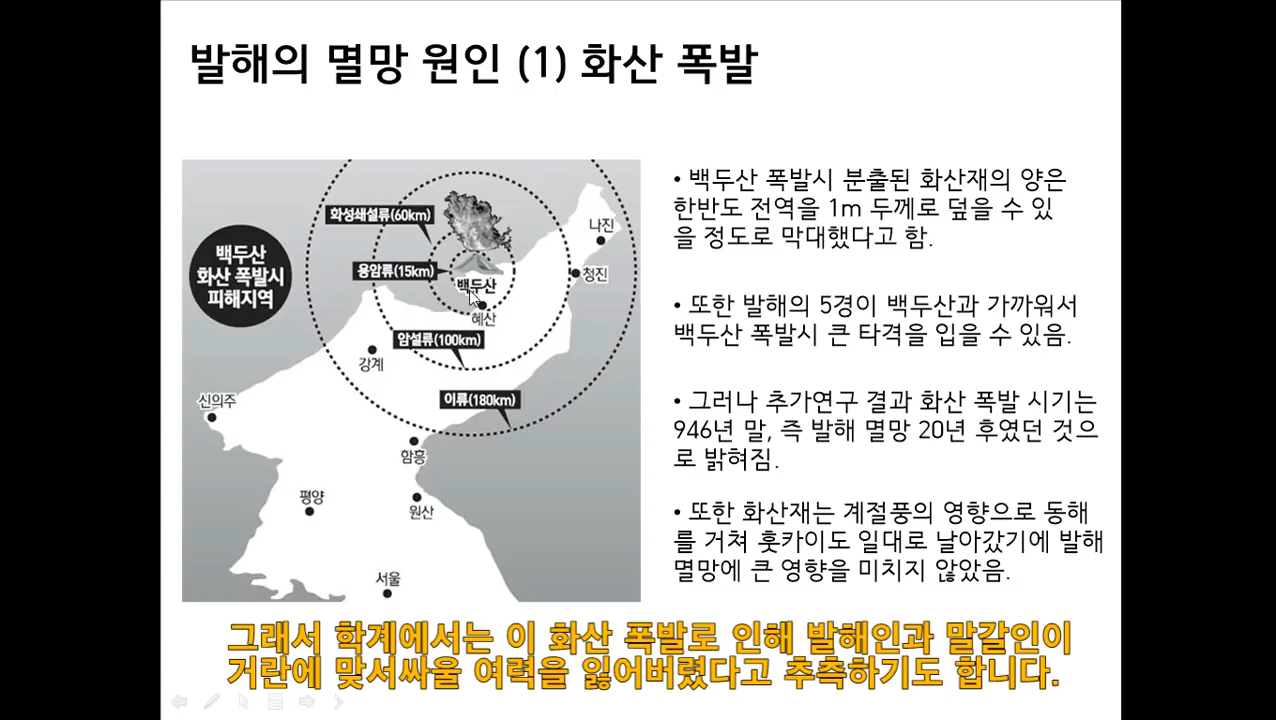 발해의 멸망 원인 (1) 화산 폭발
화성쇄설류(60km)
나진
백두산
화산 폭발시
피해지역
용암류(15km)
청진
백두산
혜산
암설류(100km)
강계
이류(180km)
신의주
함흥
평양
원산
서울
• 백두산 폭발시 분출된 화산재의 양은
한반도 전역을 1m 두께로 덮을 수 있
을 정도로 막대했다고 함.
• 또한 발해의 5경이 백두산과 가까워서
백두산 폭발시 큰 타격을 입을 수 있음.
• 그러나 추가연구 결과 화산 폭발 시기는
946년 말, 즉 발해 멸망 20년 후였던 것으
로 밝혀짐.
• 또한 화산재는 계절풍의 영향으로 동해
를 거쳐 홋카이도 일대로 날아갔기에 발해
멸망에 큰 영향을 미치지 않았음.
그래서 학계에서는 이 화산 폭발로 인해 발해인과 말갈인이
거란에 맞서싸울 여력을 잃어버렸다고 추측하기도 합니다.